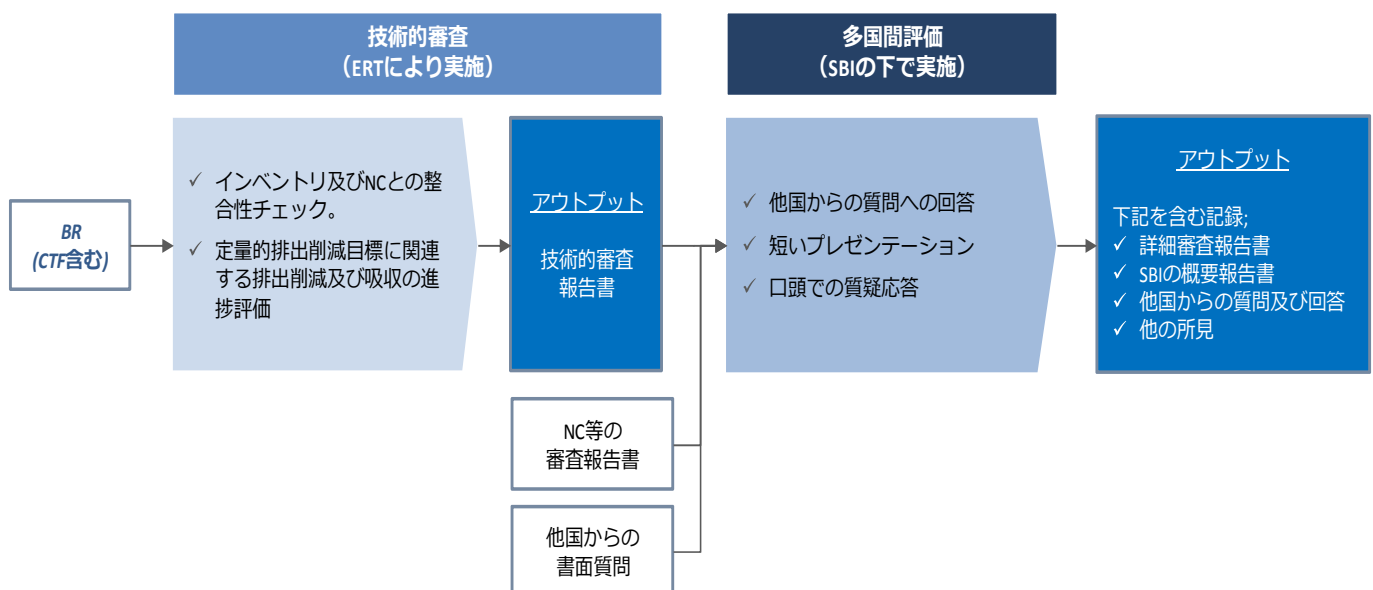 技術的審査
（ERTにより実施）
多国間評価
（SBIの下で実施）
BR
(CTF含む)
✓ インベントリ及びNCとの整
合性チェック。
✓ 定量的排出削減目標に関連
する排出削減及び吸収の進
捗評価
アウトプット
技術的審査
報告書
NC等の
審査報告書
他国からの
書面質問
✓ 他国からの質問への回答
✓ 短いプレゼンテーション
✓ 口頭での質疑応答
アウトプット
下記を含む記録;
✓ 詳細審査報告書
✓ SBIの概要報告書
✓ 他国からの質問及び回答
✓ 他の所見